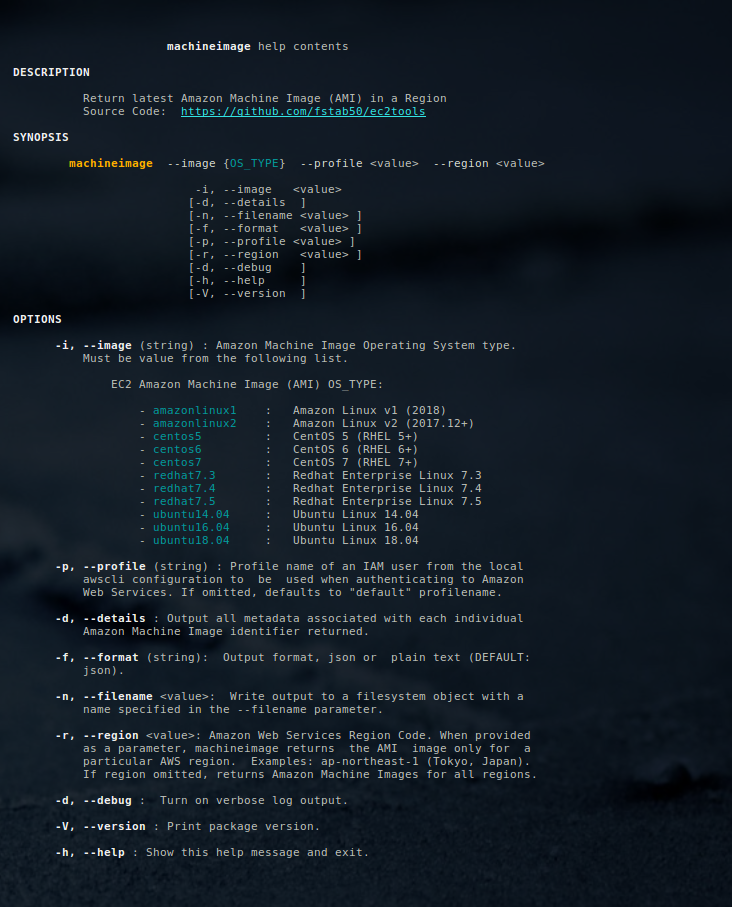 machineimage help contents
DESCRIPTION
Return latest Amazon Machine Image (AMI) in a Region
Source Code:  https://github.com/fstab50/ec2tools
SYNOPSIS
machineimage  --image {OS_TYPE}  --profile <value>  --region <value>
-i, --image   <value>
[-d, --details  ]
[-n, --filename <value> ]
[-f, --format   <value> ]
[-p, --profile <value> ]
[-r, --region   <value> ]
[-d, --debug    ]
[-h, --help     ]
[-V, --version  ]
OPTIONS
-i, --image (string) : Amazon Machine Image Operating System type.
Must be value from the following list.
EC2 Amazon Machine Image (AMI) OS_TYPE:
- amazonlinux1    :   Amazon Linux v1 (2018)
- amazonlinux2    :   Amazon Linux v2 (2017.12+)
- centos5         :   CentOS 5 (RHEL 5+)
- centos6         :   CentOS 6 (RHEL 6+)
- centos7         :   CentOS 7 (RHEL 7+)
- redhat7.3       :   Redhat Enterprise Linux 7.3
- redhat7.4       :   Redhat Enterprise Linux 7.4
- redhat7.5       :   Redhat Enterprise Linux 7.5
- ubuntu14.04     :   Ubuntu Linux 14.04
- ubuntu16.04     :   Ubuntu Linux 16.04
- ubuntu18.04     :   Ubuntu Linux 18.04
-p, --profile (string) : Profile name of an IAM user from the local
awscli configuration to  be  used when authenticating to Amazon
Web Services. If omitted, defaults to "default" profilename.
-d, --details : Output all metadata associated with each individual
Amazon Machine Image identifier returned.
-f, --format (string):  Output format, json or  plain text (DEFAULT:
json).
-n, --filename <value>:  Write output to a filesystem object with a
name specified in the --filename parameter.
-r, --region <value>: Amazon Web Services Region Code. When provided
as a parameter, machineimage returns  the AMI  image only for  a
particular AWS region.  Examples: ap-northeast-1 (Tokyo, Japan).
If region omitted, returns Amazon Machine Images for all regions.
-d, --debug :  Turn on verbose log output.
-V, --version : Print package version.
-h, --help : Show this help message and exit.